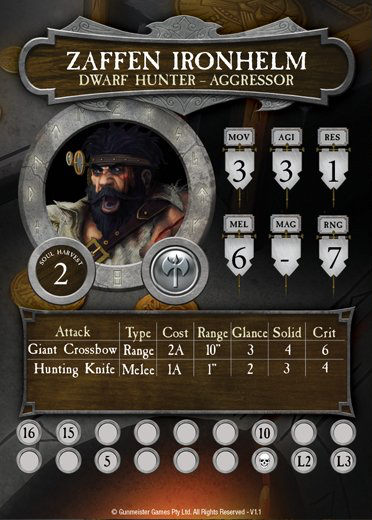 ZAFFEN IRONHELM
DWARF HUNTER – AGGRESSOR
MOV AGI RES
3 3 1
MEL MAG RNG
6 - 7
SOUL HARVEST
2
Attack Type Cost Range Glance Solid Crit
Giant Crossbow Range 2A 10" 3 4 6
Hunting Knife Melee 1A 1" 2 3 4
16 15 10
5 L2 L3
© Gunmeister Games Pty Ltd. All Rights Reserved - V1.1